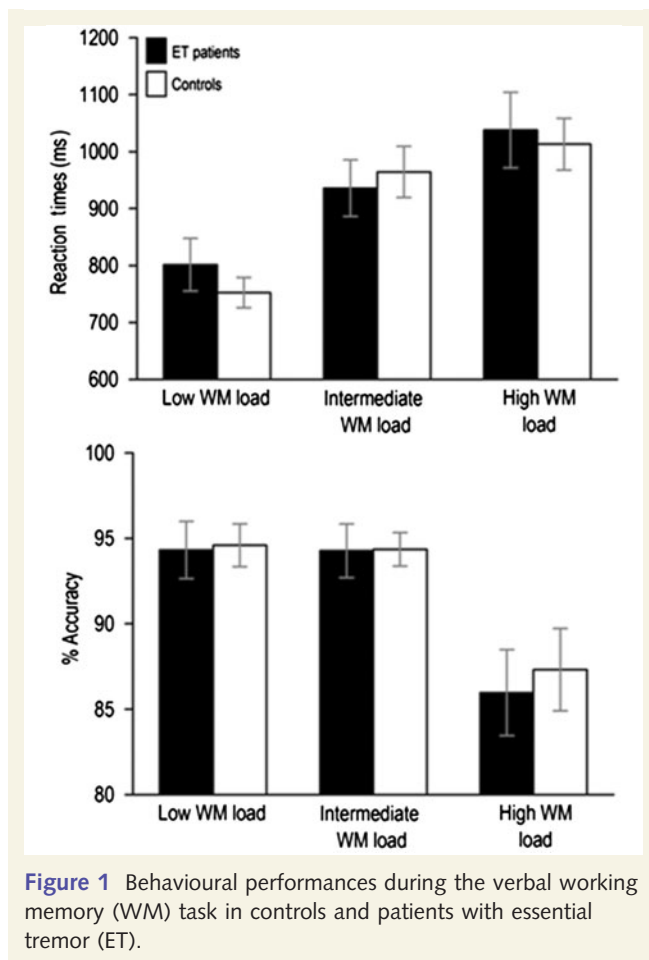 1200
1100
1000
900
800
700
600
Reaction times (ms)
ET patients
Controls
Low WM load
Intermediate
WM load
High WM
load
100
95
90
85
80
% Accuracy
Low WM load
Intermediate
WM load
High WM
load
Figure 1 Behavioural performances during the verbal working
memory (WM) task in controls and patients with essential
tremor (ET).